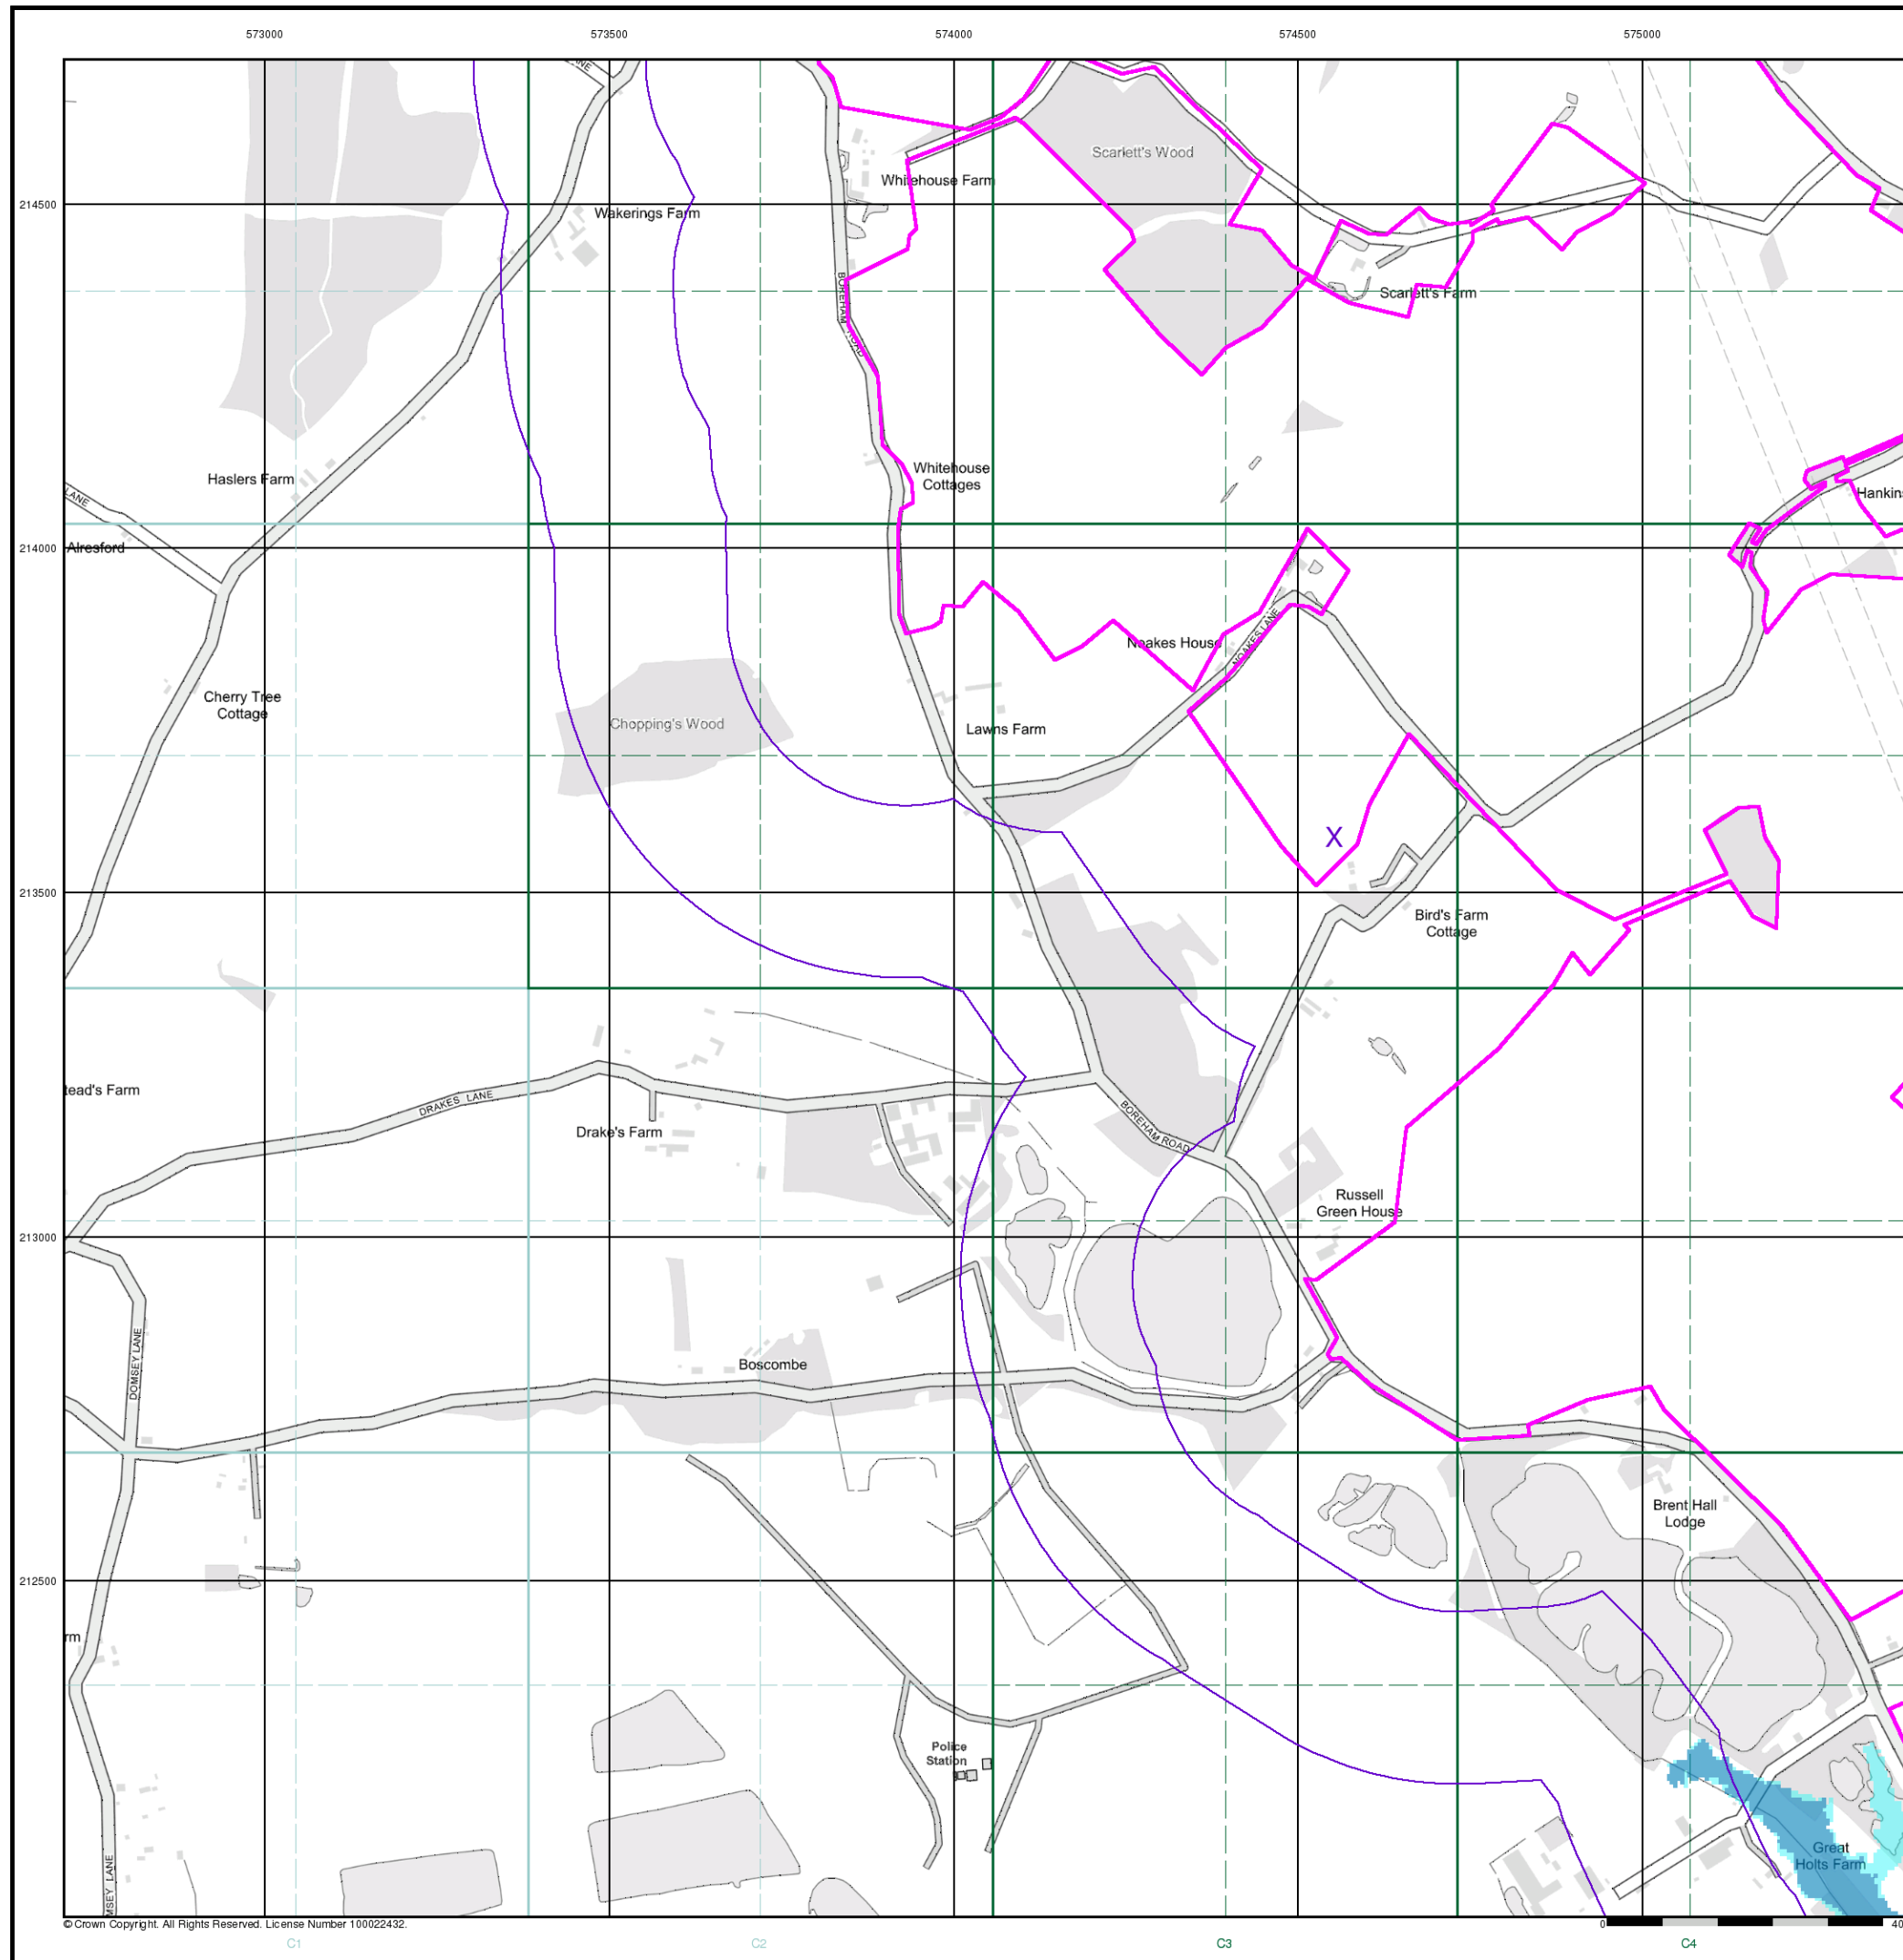 573000 573500 574000 574500 575000
LANE
Scarlett's Wood
Whitehouse Farm
214500
Wakerings Farm
BOREHAM ROAD
Scarlett's Farm
Whitehouse
Cottages
Haslers Farm
LANE
Hankins
Alresford
214000
NOAKES LANE
Noakes House
Cherry Tree
Cottage
Chopping's Wood
Lawns Farm
X
213500
Bird's Farm
Cottage
tead's Farm
DRAKES LANE
BOREHAM ROAD
Drake's Farm
Russell
Green House
213000
DOMSEY LANE
Boscombe
Brent Hall
Lodge
212500
rm
Police
Station
Great
Holts Farm
MSEY LANE
© Crown Copyright. All Rights Reserved. License Number 100022432.
0 40
C1 C2 C3 C4